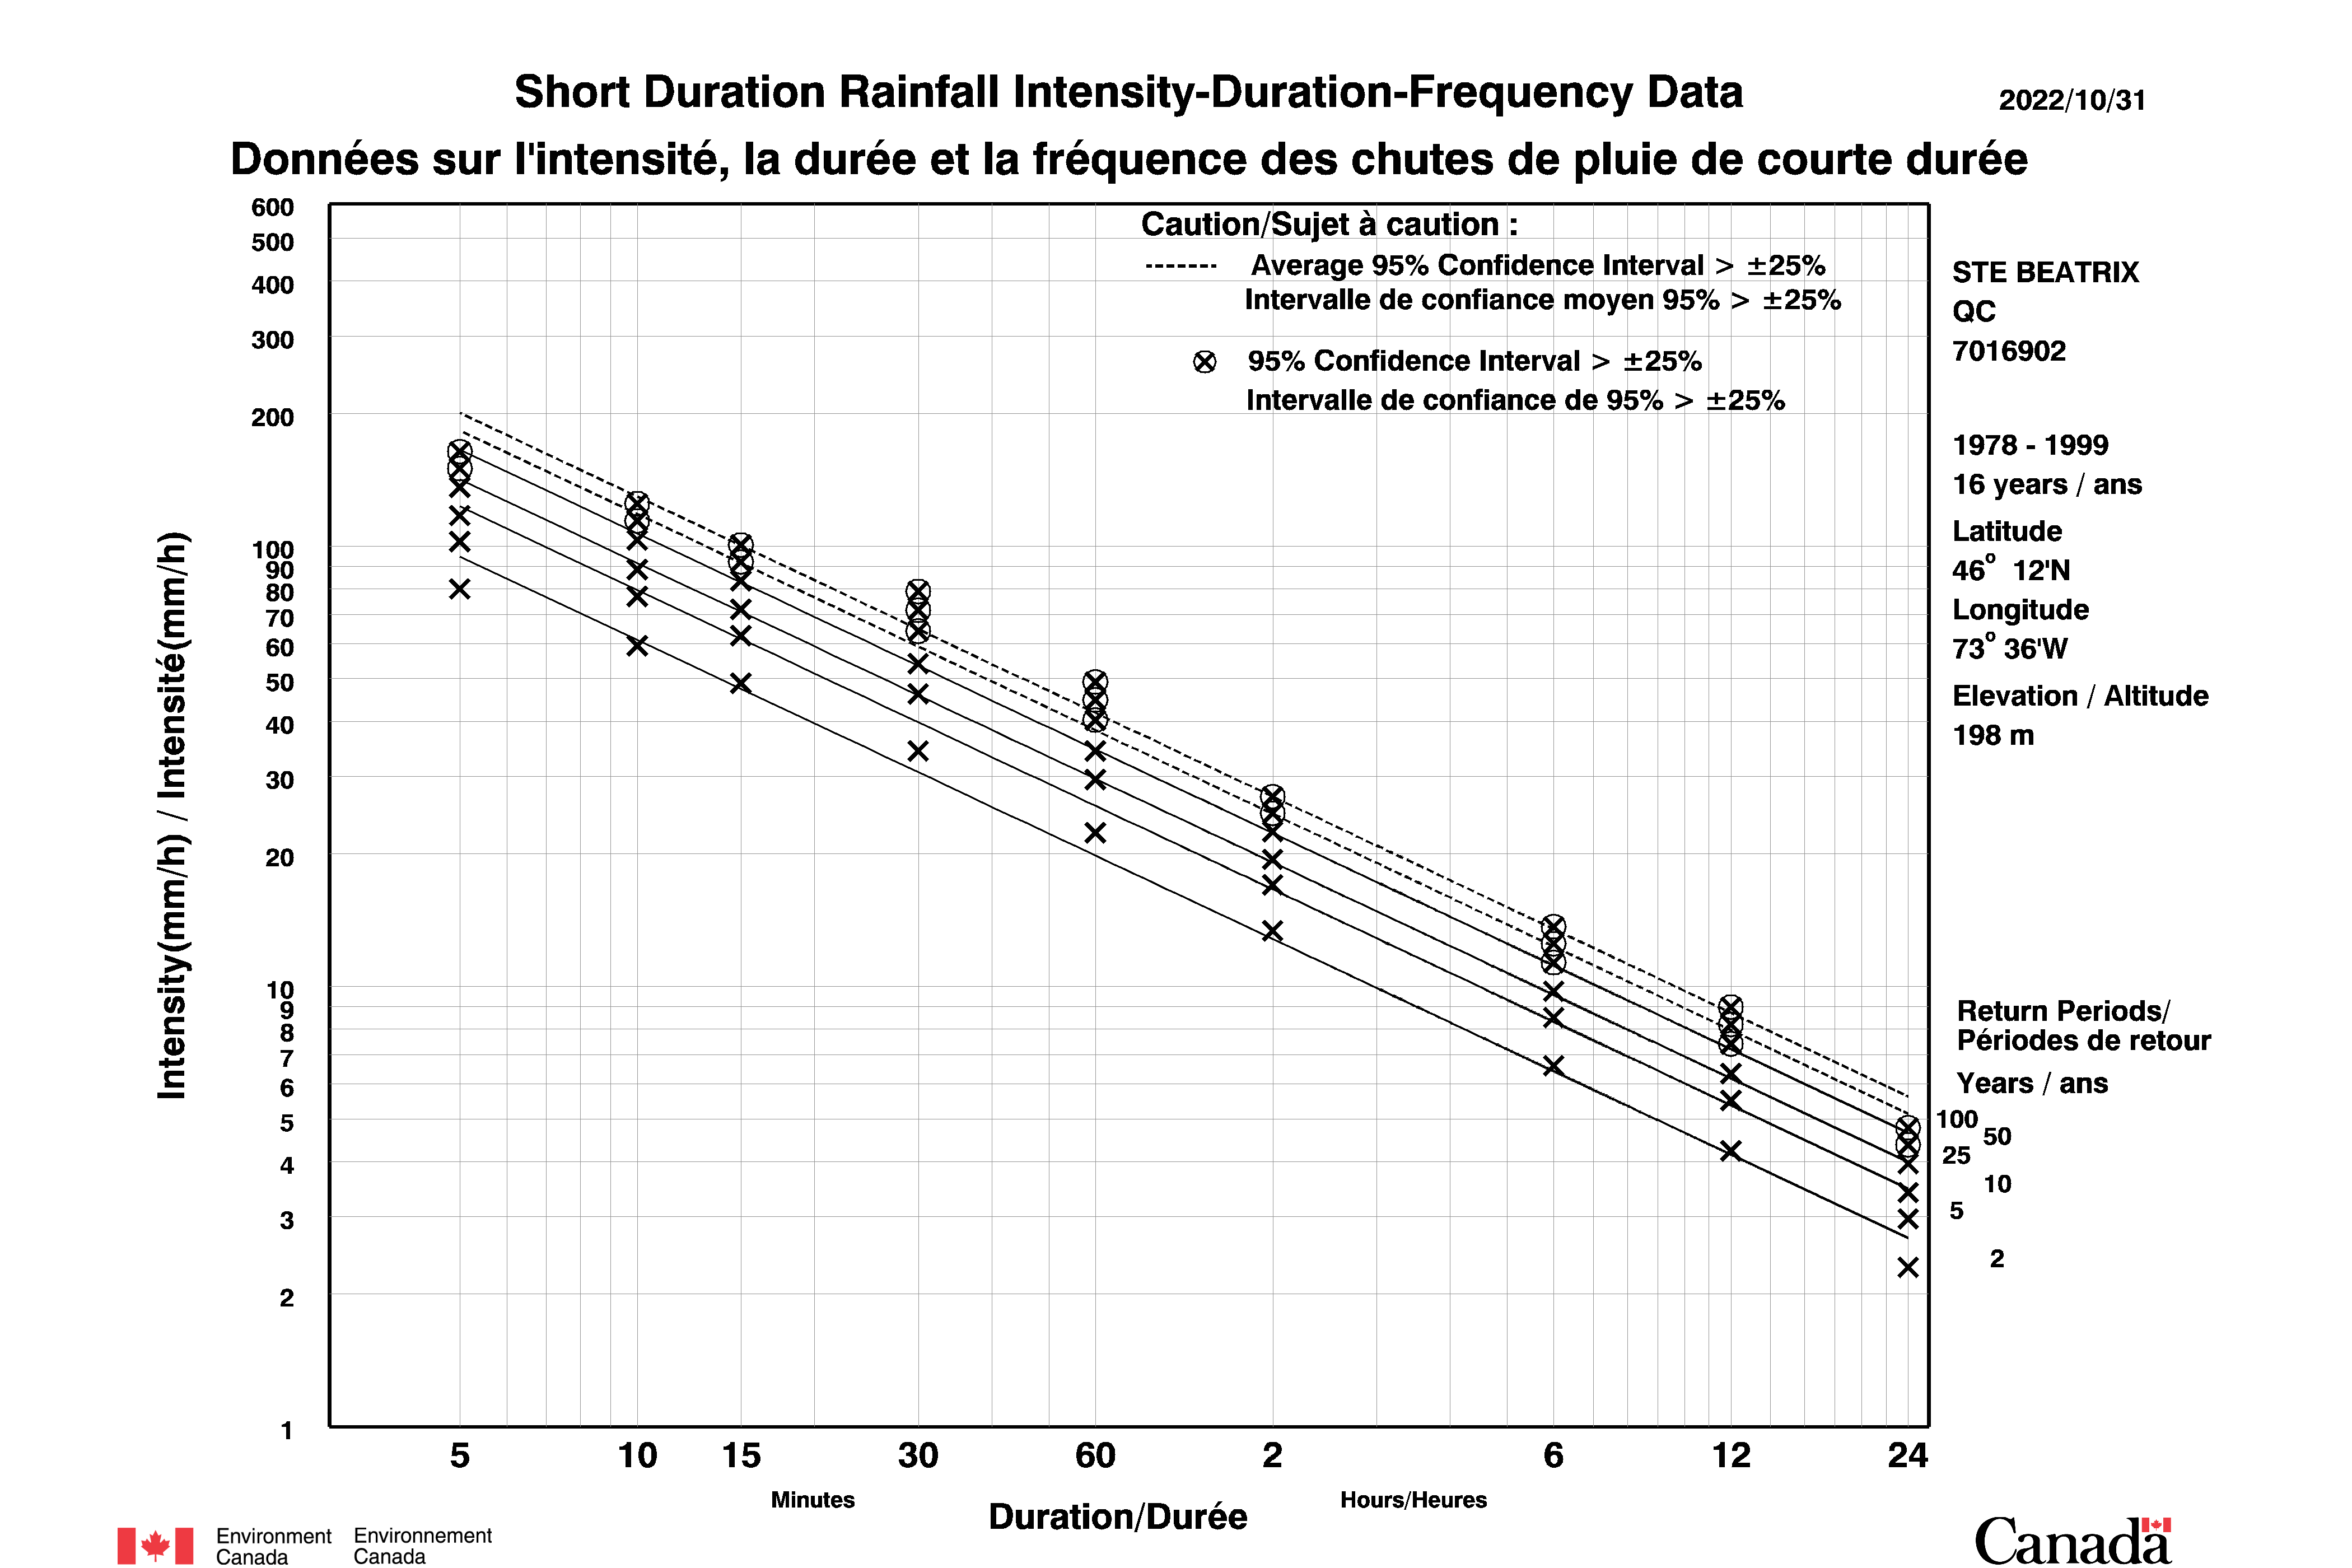 Short Duration Rainfall Intensity-Duration-Frequency Data
2022/10/31
Données sur l'intensité, la durée et la fréquence des chutes de pluie de courte durée
Caution/Sujet à caution :
Average 95% Confidence Interval > ±25%
Intervalle de confiance moyen 95% > ±25%
95% Confidence Interval > ±25%
Intervalle de confiance de 95% > ±25%
STE BEATRIX
QC
7016902
1978 - 1999
16 years / ans
Latitude
46° 12'N
Longitude
73° 36'W
Elevation / Altitude
198 m
Return Periods/
Périodes de retour
Years / ans
100
50
25
10
5
2
Intensity(mm/h) / Intensité(mm/h)
600
500
400
300
200
100
90
80
70
60
50
40
30
20
10
9
8
7
6
5
4
3
2
1
5 10 15 30 60 2 6 12 24
Minutes
Hours/Heures
Duration/Durée
Environment
Canada
Environnement
Canada
Canada